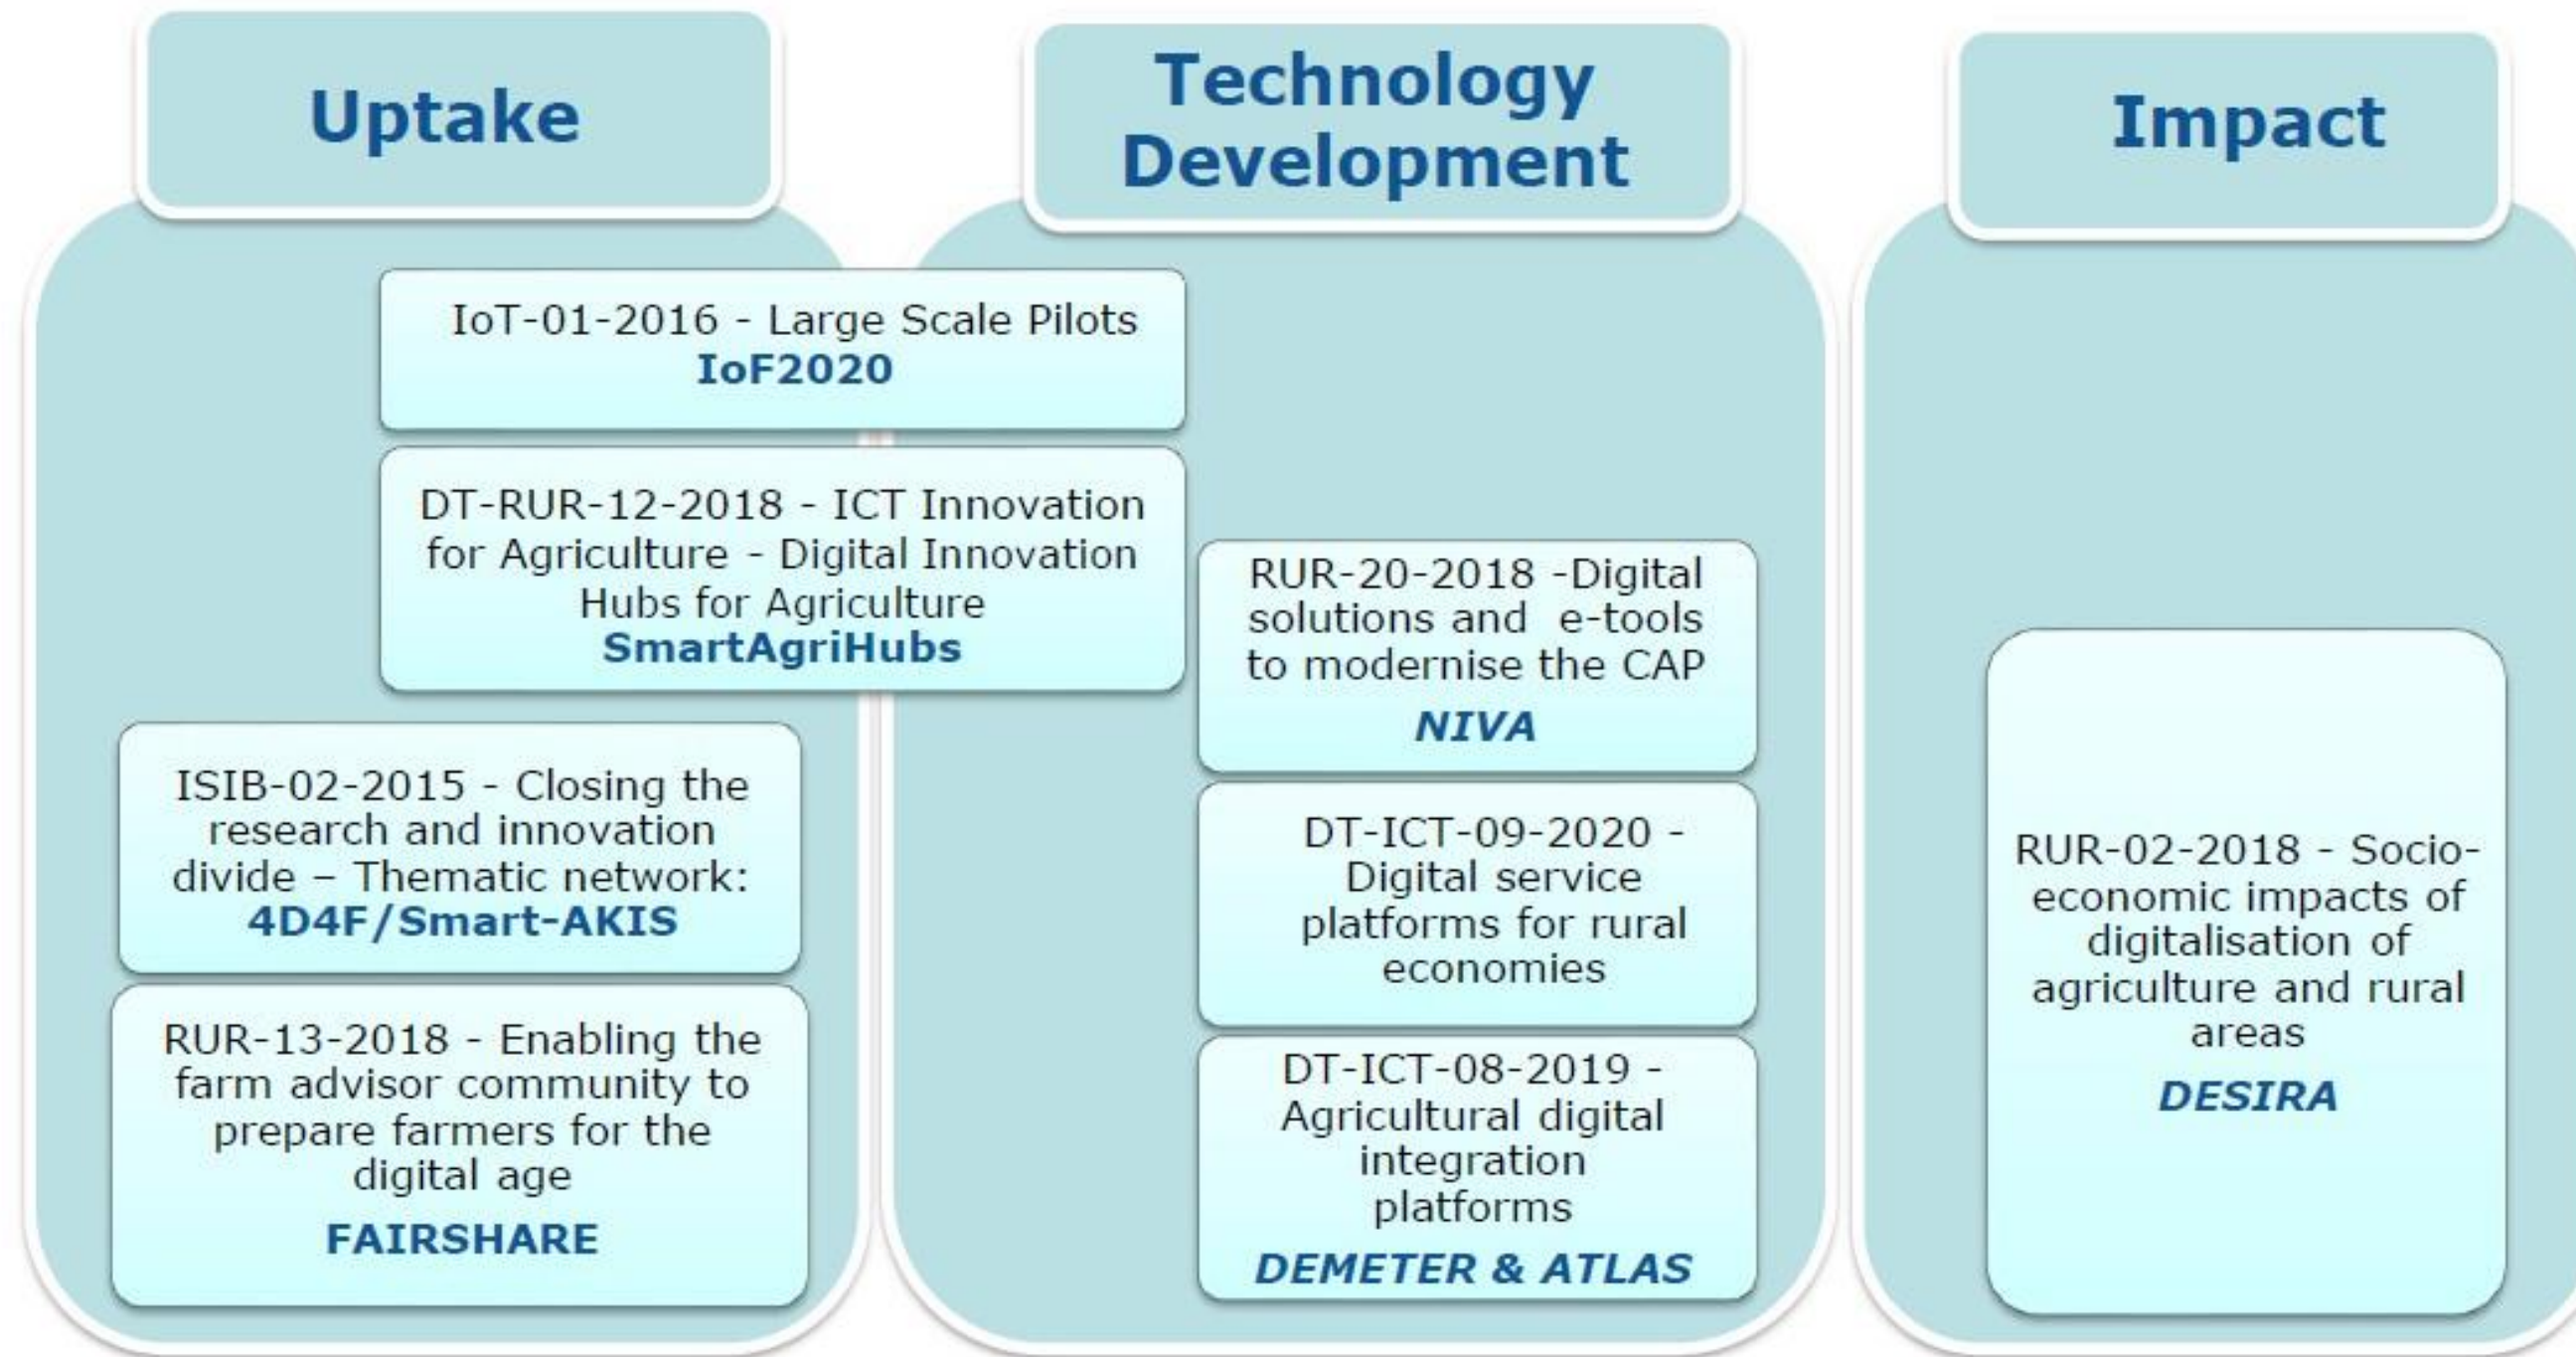 Uptake
Technology
Development
Impact
IoT-01-2016 - Large Scale Pilots
IoF2020
DT-RUR-12-2018 - ICT Innovation
for Agriculture - Digital Innovation
Hubs for Agriculture
SmartAgriHubs
ISIB-02-2015 - Closing the
research and innovation
divide – Thematic network:
4D4F/Smart-AKIS
RUR-13-2018 - Enabling the
farm advisor community to
prepare farmers for the
digital age
FAIRSHARE
RUR-20-2018 -Digital
solutions and  e-tools
to modernise the CAP
NIVA
DT-ICT-09-2020 -
Digital service
platforms for rural
economies
DT-ICT-08-2019 -
Agricultural digital
integration
platforms
DEMETER & ATLAS
RUR-02-2018 - Socio-
economic impacts of
digitalisation of
agriculture and rural
areas
DESIRA